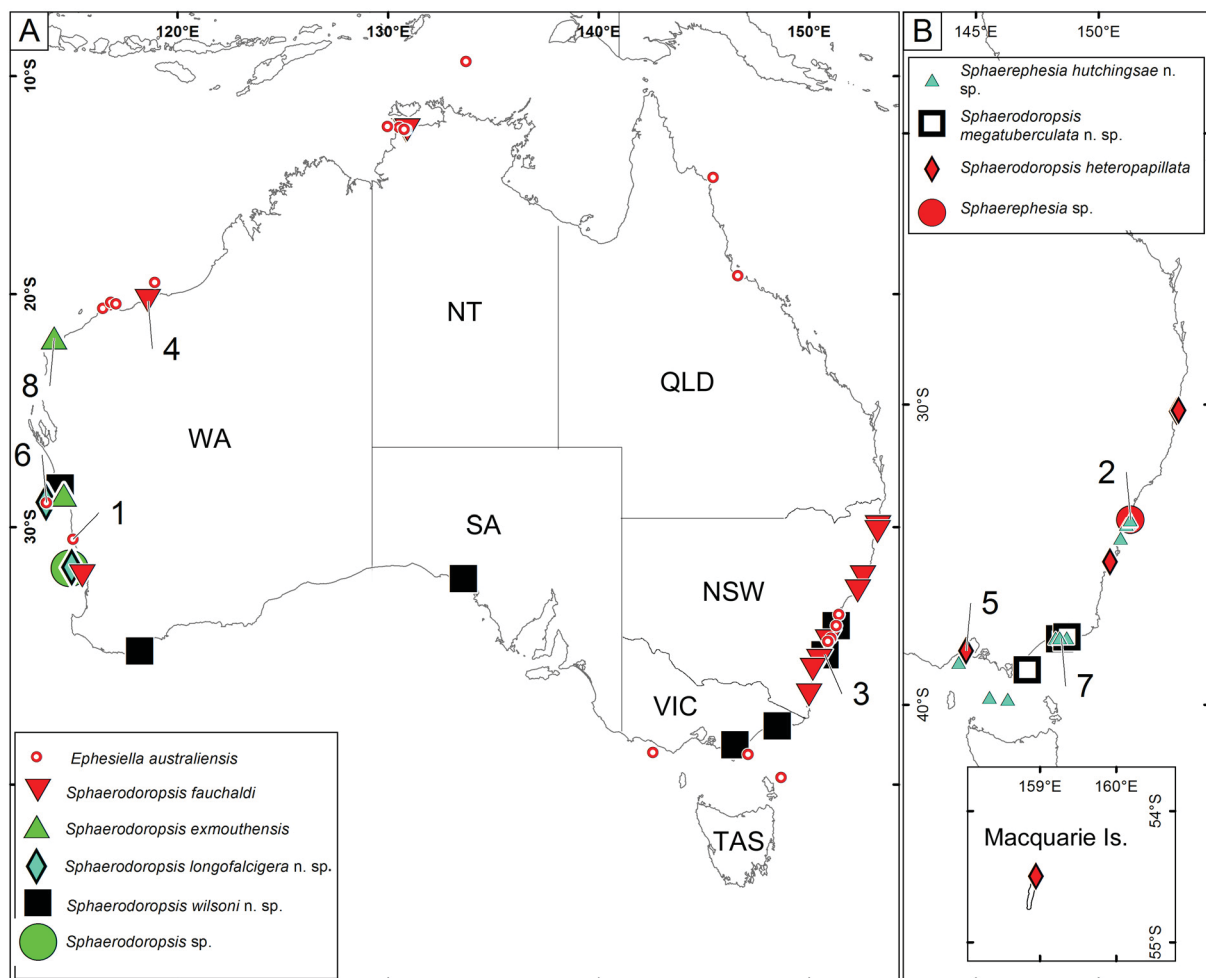 A
120°E
130°E
140°E
150°E
10°S
20°S
30°S
NT
QLD
WA
SA
NSW
VIC
TAS
4
8
6
1
3
Ephesiella australiensis
Sphaerodoropsis fauchaldi
Sphaerodoropsis exmouthensis
Sphaerodoropsis longofalcigera n. sp.
Sphaerodoropsis wilsoni n. sp.
Sphaerodoropsis sp.
B
145°E
150°E
Sphaerephesia hutchingsae n.
sp.
Sphaerodoropsis
megatuberculata n. sp.
Sphaerodoropsis heteropapillata
Sphaerephesia sp.
30°S
2
5
7
40°S
159°E
160°E
54°S
Macquarie Is.
55°S